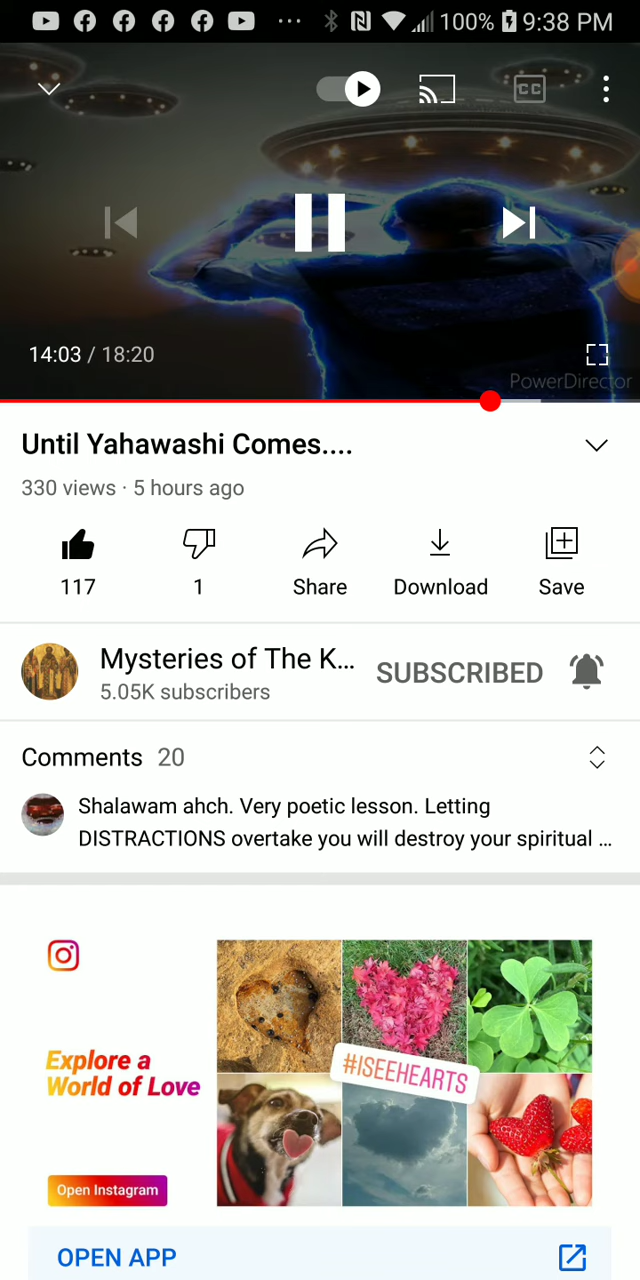 100% 9:38 PM
CC
14:03 / 18:20
PowerDirector
Until Yahawashi Comes....
330 views · 5 hours ago
117
1
Share
Download
Save
Mysteries of The K...
5.05K subscribers
SUBSCRIBED
Comments 20
Shalawam ahch. Very poetic lesson. Letting
DISTRACTIONS overtake you will destroy your spiritual ...
Explore a
World of Love
#ISEEHEARTS
Open Instagram
OPEN APP